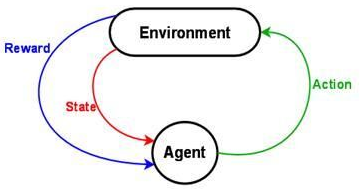 Environment
Reward
Action
State
Agent